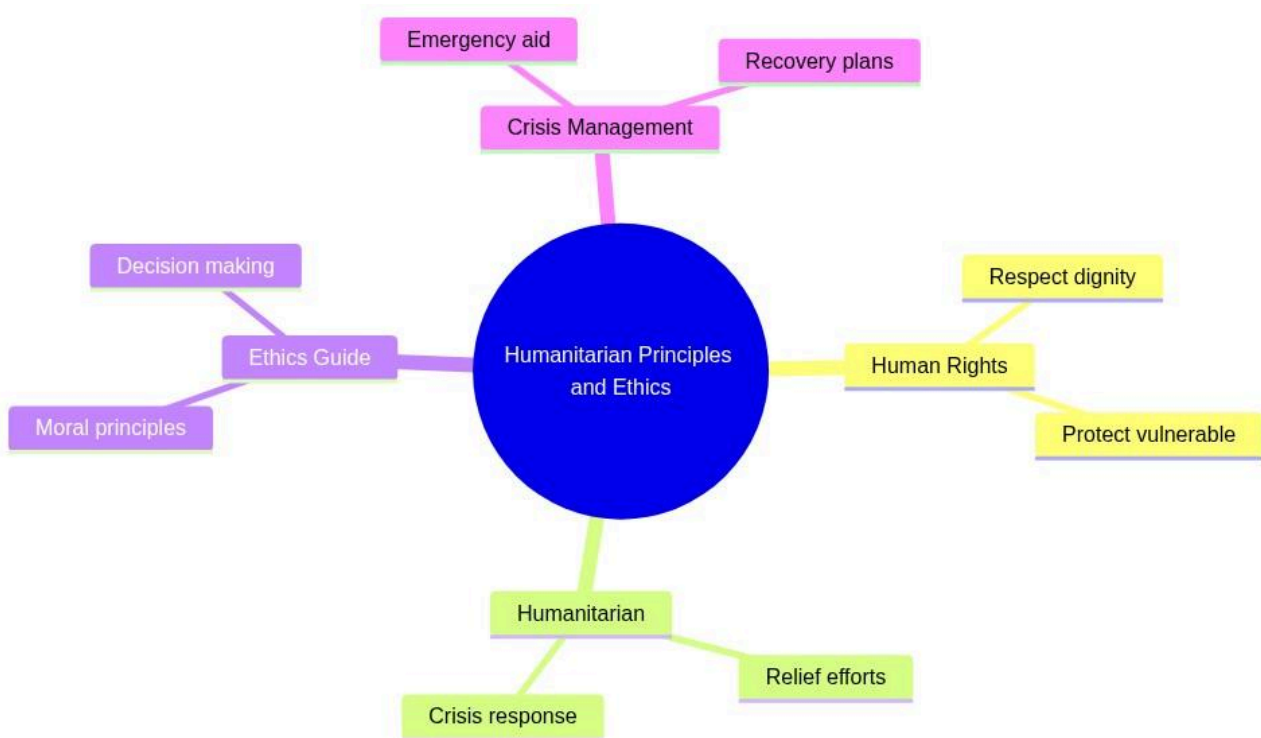 Emergency aid
Recovery plans
Crisis Management
Decision making
Ethics Guide
Moral principles
Humanitarian Principles
and Ethics
Respect dignity
Human Rights
Protect vulnerable
Humanitarian
Relief efforts
Crisis response